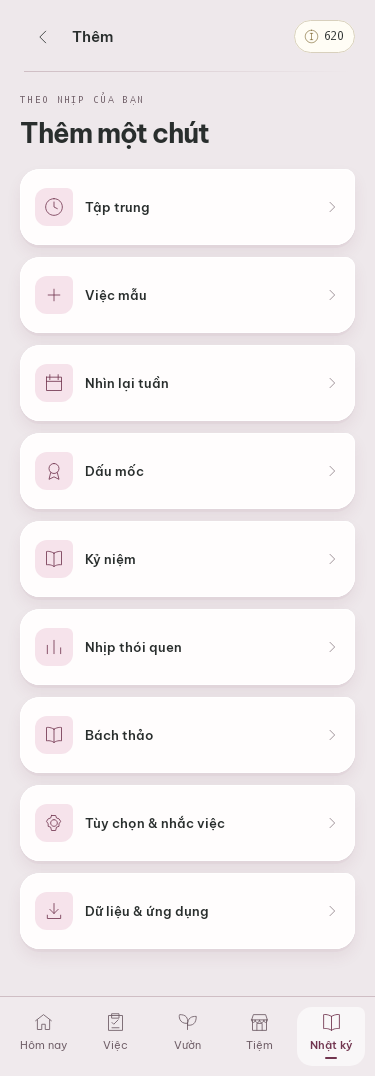 Thêm
620
THEO NHỊP CỦA BẠN
Thêm một chút
Tập trung
Việc mẫu
Nhìn lại tuần
Dấu mốc
Kỷ niệm
Nhịp thói quen
Bách thảo
Tùy chọn & nhắc việc
Dữ liệu & ứng dụng
Hôm nay
Việc
Vườn
Tiệm
Nhật ký